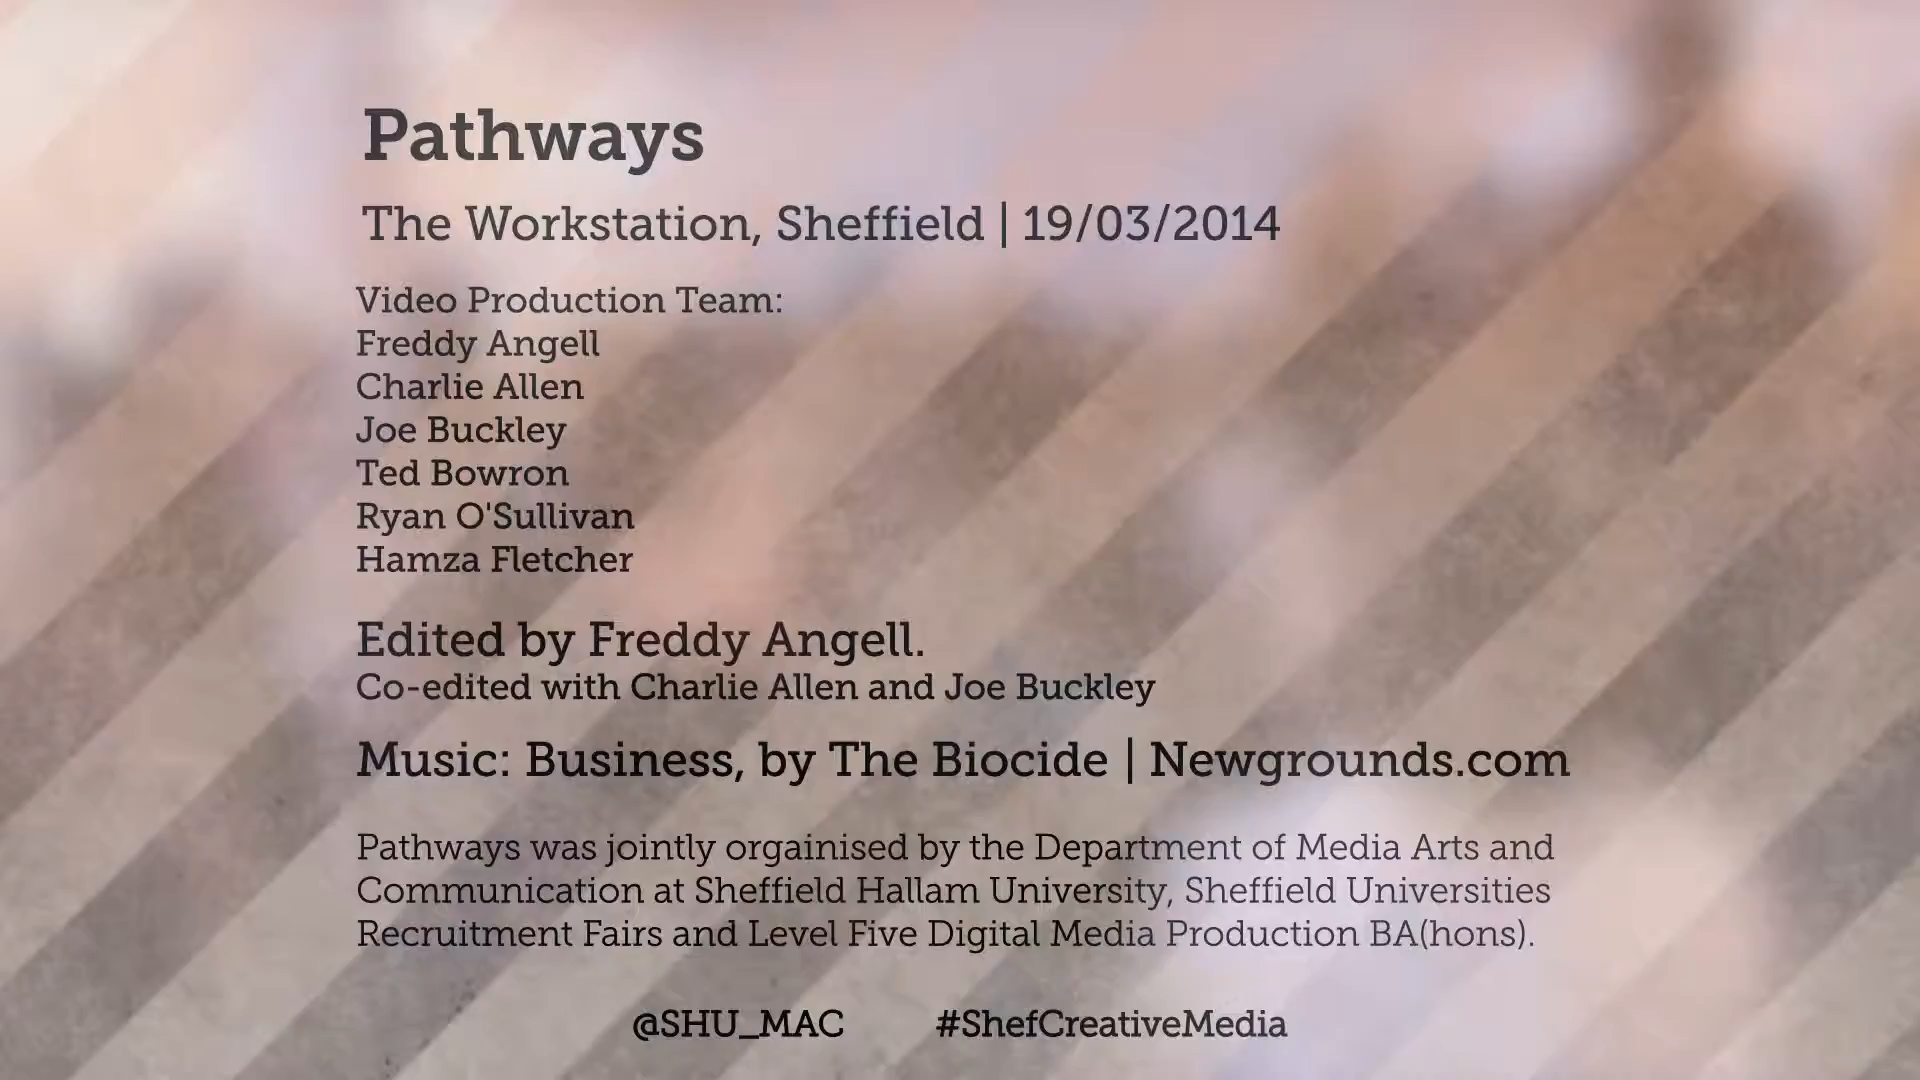 Pathways
The Workstation, Sheffield | 19/03/2014
Video Production Team:
Freddy Angell
Charlie Allen
Joe Buckley
Ted Bowron
Ryan O'Sullivan
Hamza Fletcher
Edited by Freddy Angell.
Co-edited with Charlie Allen and Joe Buckley
Music: Business, by The Biocide | Newgrounds.com
Pathways was jointly orgainised by the Department of Media Arts and
Communication at Sheffield Hallam University, Sheffield Universities
Recruitment Fairs and Level Five Digital Media Production BA(hons).
@SHU_MAC #ShefCreativeMedia